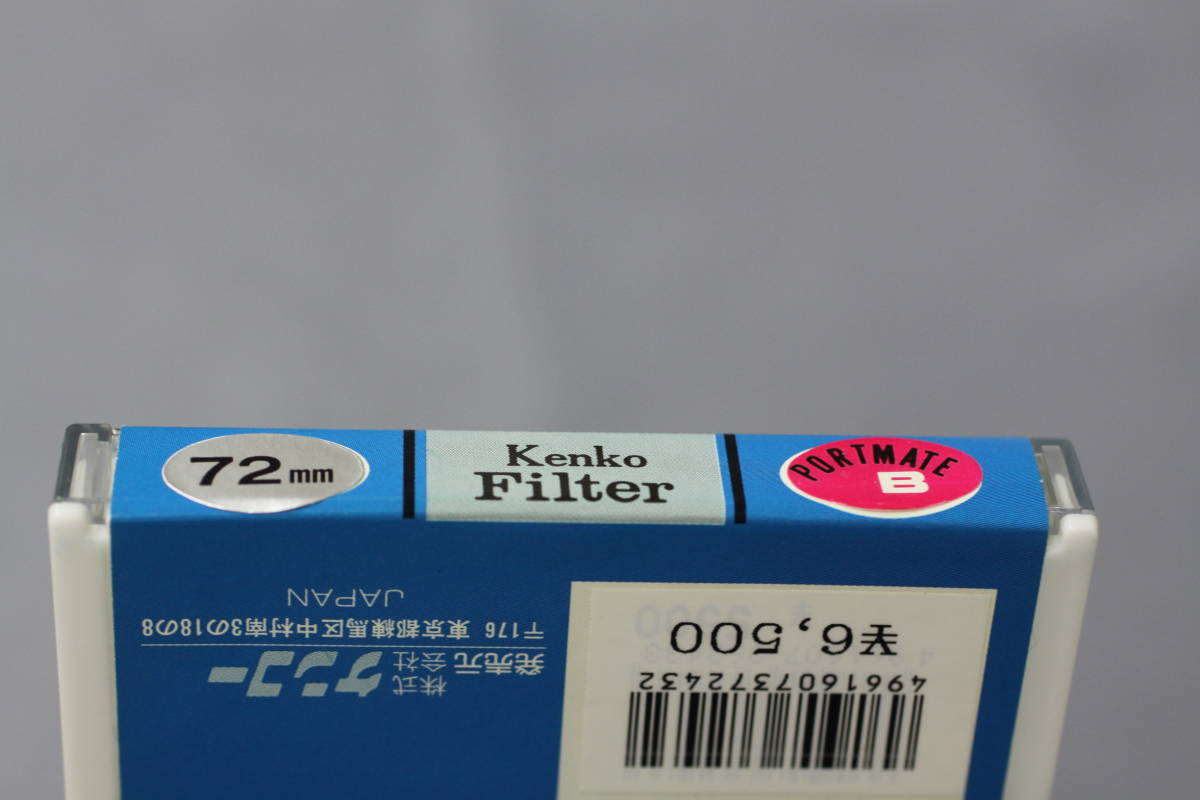 72mm
Kenko
Filter
PORTMATE
B
発売元 株式会社 ケンコー
〒176 東京都練馬区中村南3の18の8
JAPAN
4961607372432
¥6,500